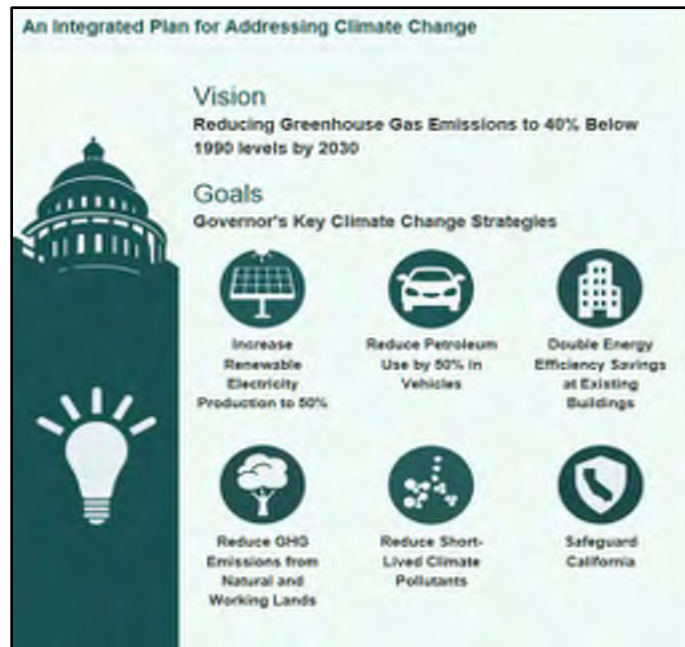 An Integrated Plan for Addressing Climate Change
Vision
Reducing Greenhouse Gas Emissions to 40% Below
1990 levels by 2030
Goals
Governor's Key Climate Change Strategies
Increase
Renewable
Electricity
Production to 50%
Reduce Petroleum
Use by 50% in
Vehicles
Double Energy
Efficiency Savings
at Existing
Buildings
Reduce GHG
Emissions from
Natural and
Working Lands
Reduce Short-
Lived Climate
Pollutants
Safeguard
California